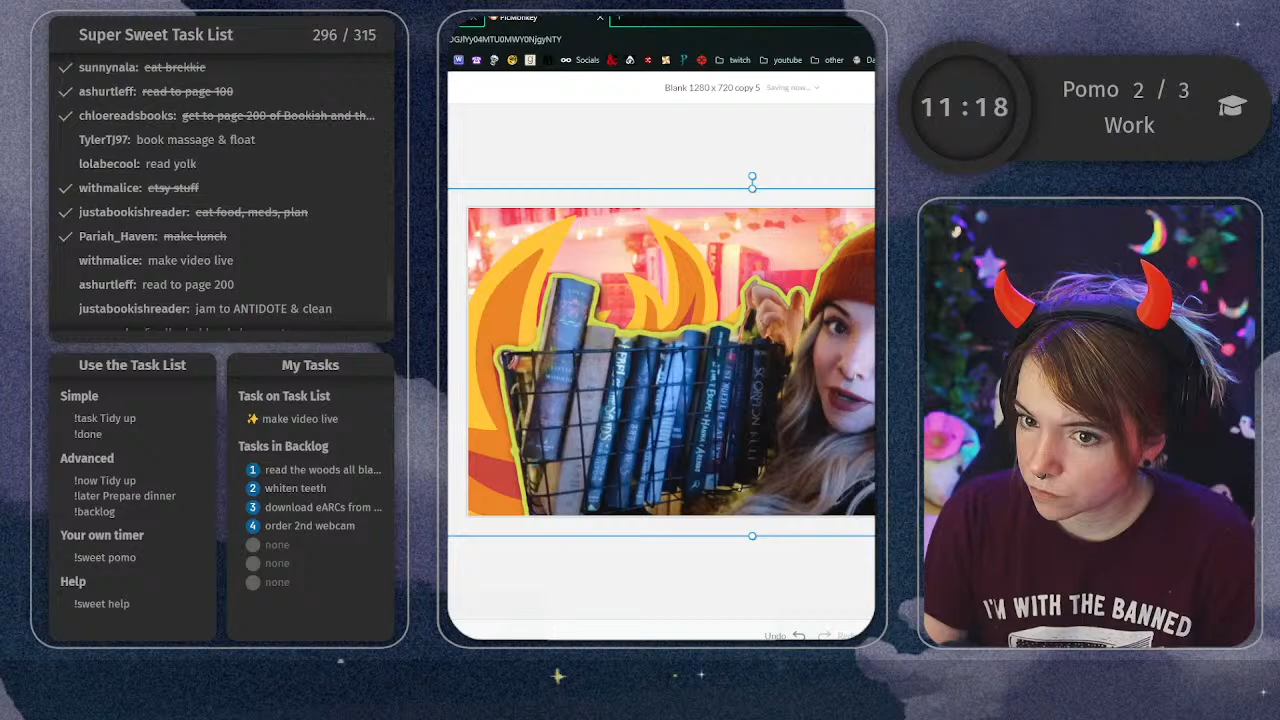 Super Sweet Task List 296 / 315
sunnynala: eat brekkie
ashurtleff: read to page 100
chloereadsbooks: get to page 200 of Bookish and th...
TylerTJ97: book massage & float
lolabecool: read yolk
withmalice: etsy stuff
justabookishreader: eat food, meds, plan
Pariah_Haven: make lunch
withmalice: make video live
ashurtleff: read to page 200
justabookishreader: jam to ANTIDOTE & clean
Use the Task List
Simple
!task Tidy up
!done
Advanced
!now Tidy up
!later Prepare dinner
!backlog
Your own timer
!sweet pomo
Help
!sweet help
My Tasks
Task on Task List
✨ make video live
Tasks in Backlog
1 read the woods all bla...
2 whiten teeth
3 download eARCs from ...
4 order 2nd webcam
none
none
none
PicMonkey
Socials twitch youtube other Da
Blank 1280 x 720 copy 5 Saving now...
Undo
11:18
Pomo 2 / 3
Work
I'M WITH THE BANNED